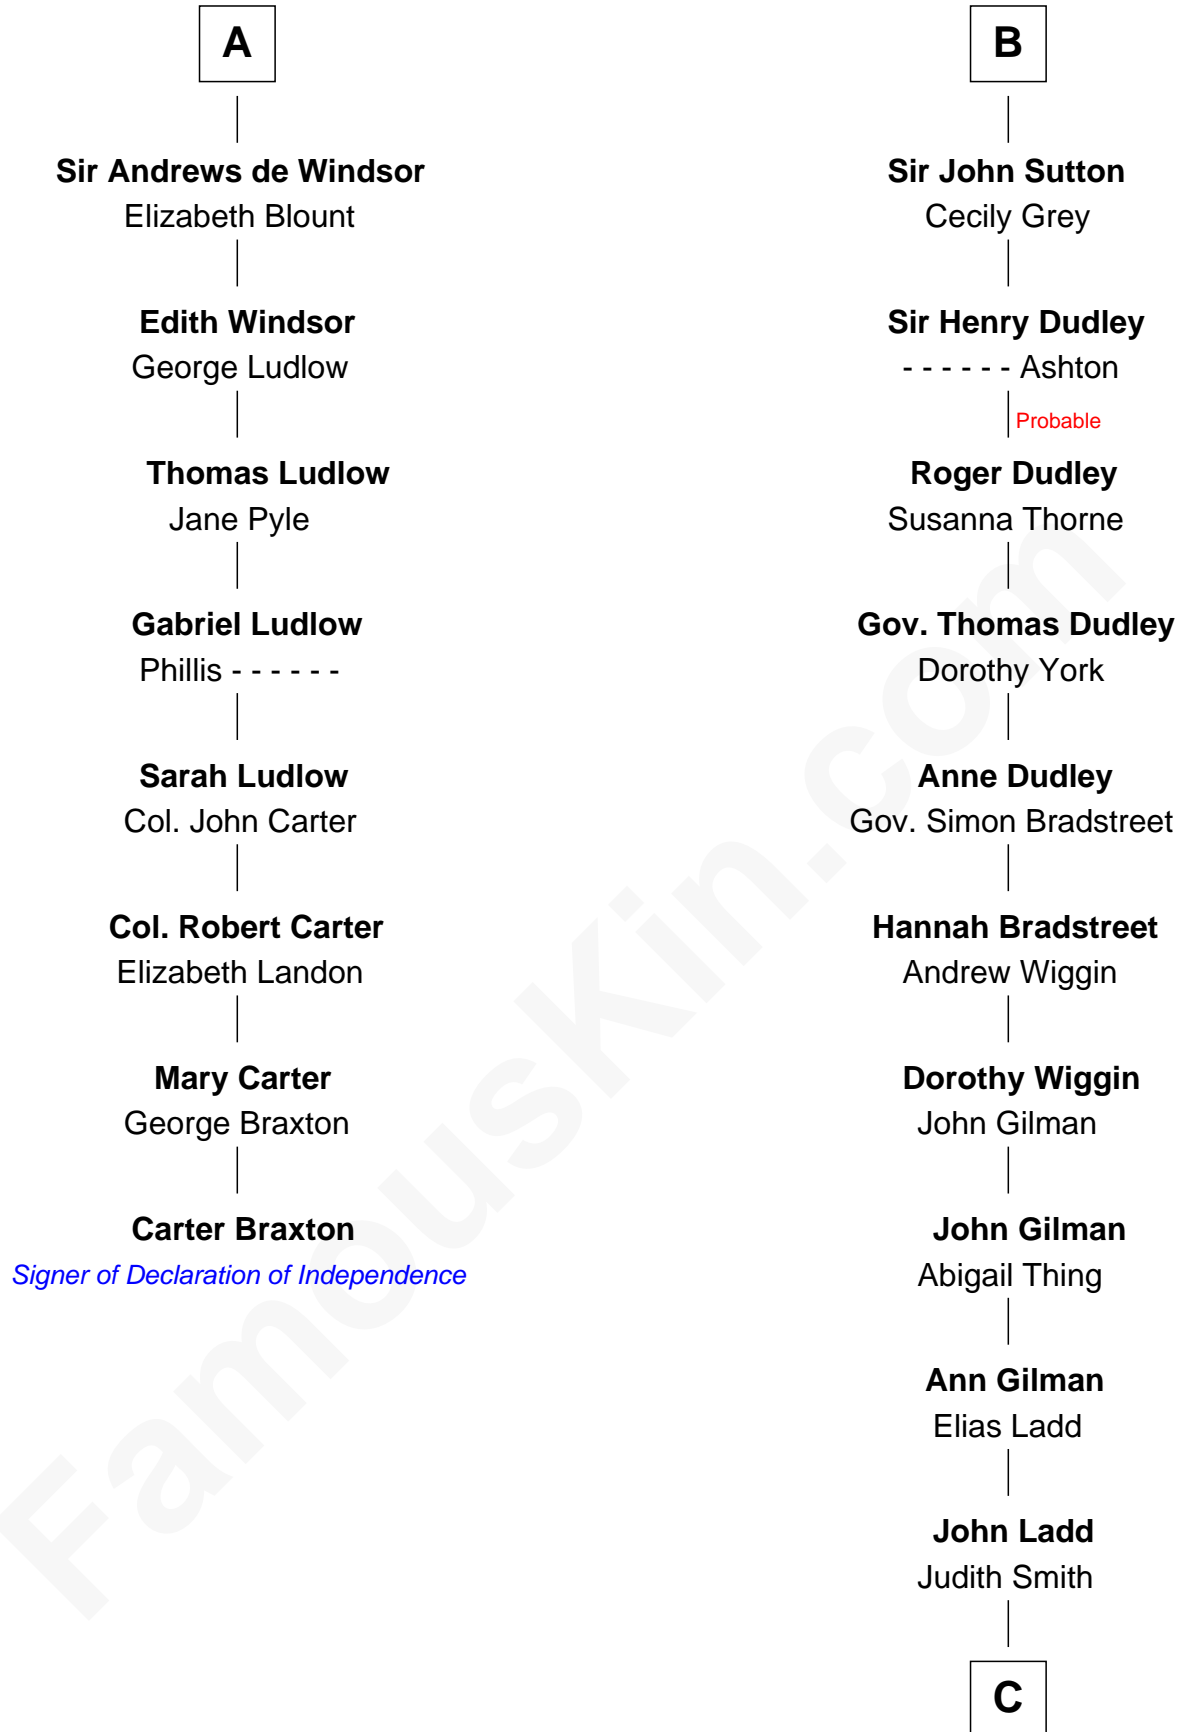 A
Sir Andrews de Windsor
Elizabeth Blount
Edith Windsor
George Ludlow
Thomas Ludlow
Jane Pyle
Gabriel Ludlow
Phillis - - - - - -
Sarah Ludlow
Col. John Carter
Col. Robert Carter
Elizabeth Landon
Mary Carter
George Braxton
Carter Braxton
Signer of Declaration of Independence
B
Sir John Sutton
Cecily Grey
Sir Henry Dudley
- - - - - - Ashton
Probable
Roger Dudley
Susanna Thorne
Gov. Thomas Dudley
Dorothy York
Anne Dudley
Gov. Simon Bradstreet
Hannah Bradstreet
Andrew Wiggin
Dorothy Wiggin
John Gilman
John Gilman
Abigail Thing
Ann Gilman
Elias Ladd
John Ladd
Judith Smith
C
FamousKin.com